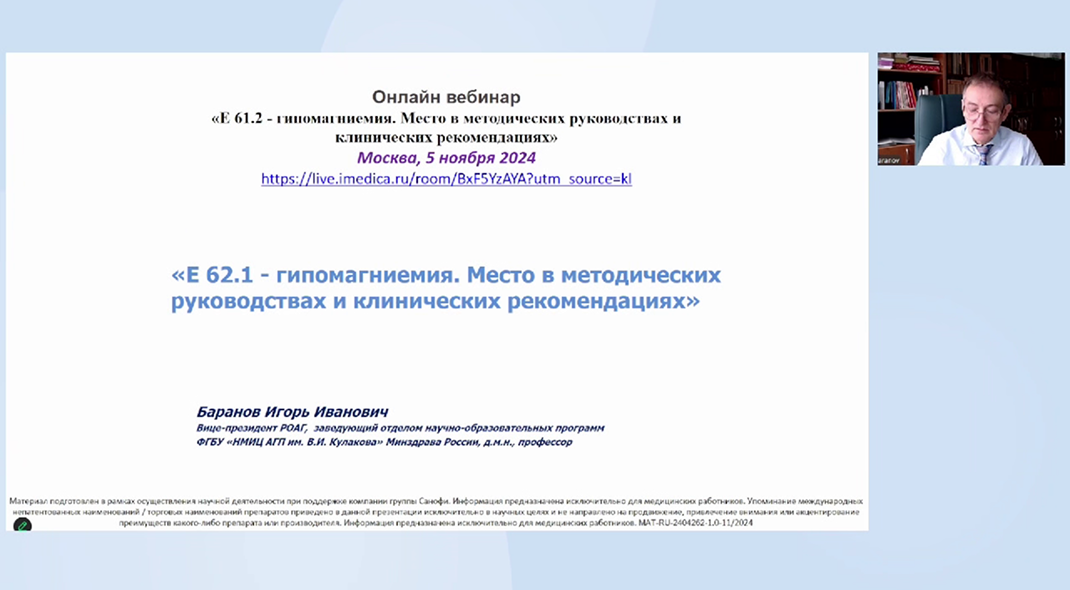 Онлайн вебинар
«Е 61.2 - гипомагниемия. Место в методических руководствах и
клинических рекомендациях»
Москва, 5 ноября 2024
https://live.imedica.ru/room/BxF5YzAYA?utm_source=kl
«Е 62.1 - гипомагниемия. Место в методических
руководствах и клинических рекомендациях»
Баранов Игорь Иванович
Вице-президент РОАГ, заведующий отделом научно-образовательных программ
ФГБУ «НМИЦ АГП им. В.И. Кулакова» Минздрава России, д.м.н., профессор
Материал подготовлен в рамках осуществления научной деятельности при поддержке компании группы Санофи. Информация предназначена исключительно для медицинских работников. Упоминание международных
непатентованных наименований / торговых наименований препаратов приведено в данной презентации исключительно в научных целях и не направлено на продвижение, привлечение внимания или акцентирование
преимуществ какого-либо препарата или производителя. Информация предназначена исключительно для медицинских работников. MAT-RU-2404262-1.0-11/2024